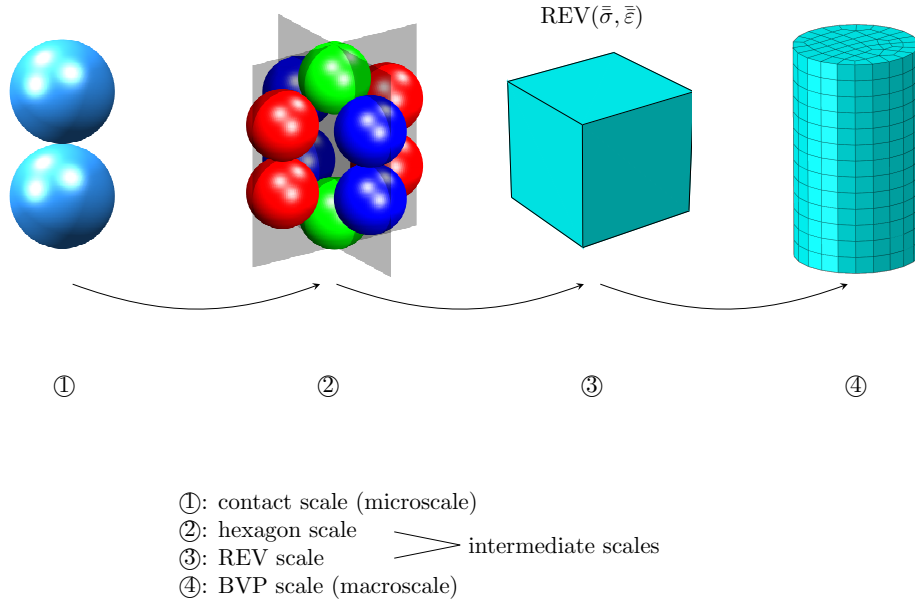 REV(σ̿, ε̿)
① ② ③ ④
①: contact scale (microscale)
②: hexagon scale
③: REV scale
intermediate scales
④: BVP scale (macroscale)